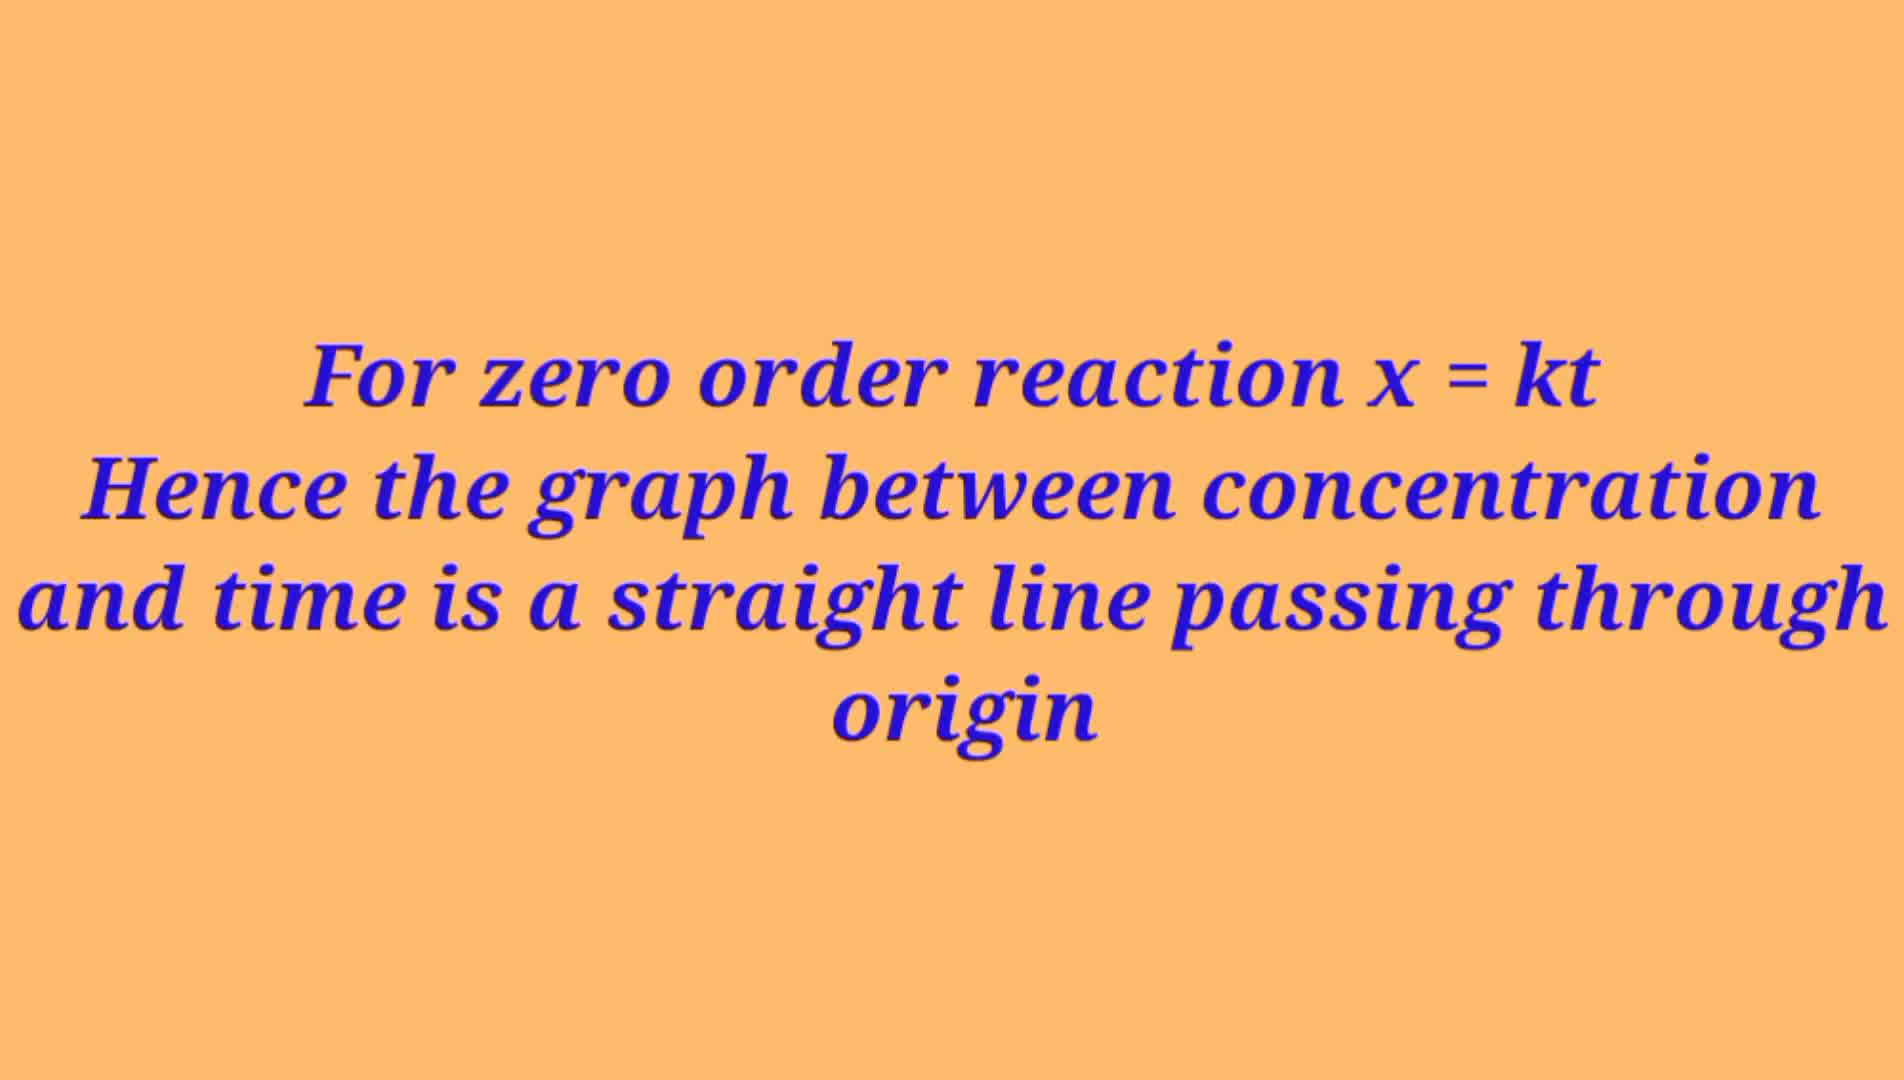 For zero order reaction x = kt
Hence the graph between concentration
and time is a straight line passing through
origin